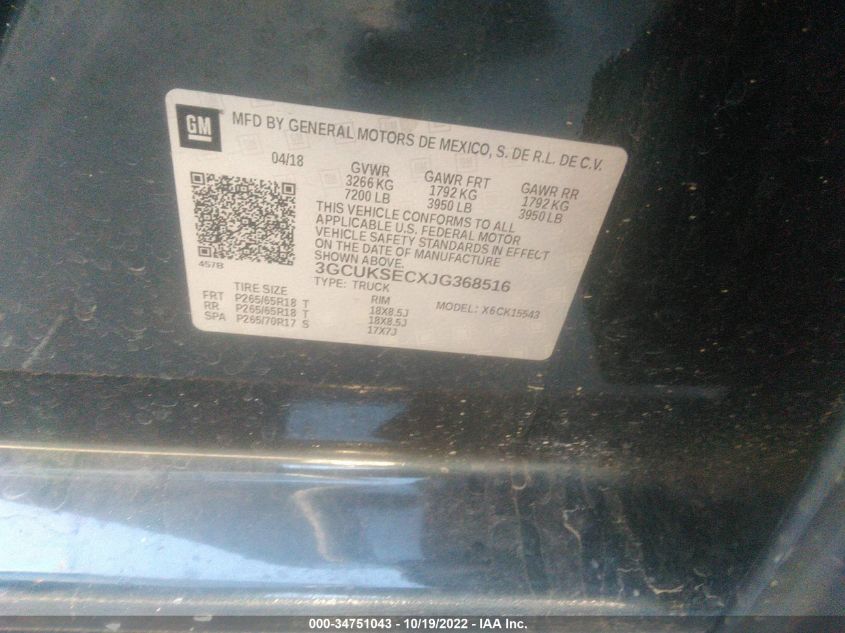 GM
MFD BY GENERAL MOTORS DE MEXICO, S. DE R.L. DE C.V.
04/18
GVWR
3266 KG
7200 LB
GAWR FRT
1792 KG
3950 LB
GAWR RR
1792 KG
3950 LB
THIS VEHICLE CONFORMS TO ALL
APPLICABLE U.S. FEDERAL MOTOR
VEHICLE SAFETY STANDARDS IN EFFECT
ON THE DATE OF MANUFACTURE
SHOWN ABOVE.
457B
3GCUKSECXJG368516
TYPE: TRUCK
MODEL: X6CK15543
TIRE SIZE RIM
FRT P265/65R18 T 18X8.5J
RR P265/65R18 T 18X8.5J
SPA P265/70R17 S 17X7J
000-34751043 - 10/19/2022 - IAA Inc.